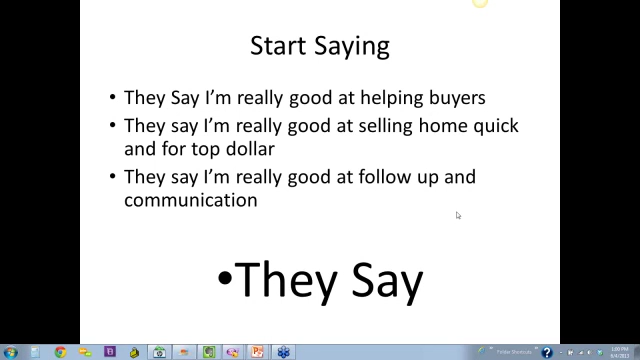 Start Saying
• They Say I'm really good at helping buyers
• They say I'm really good at selling home quick
and for top dollar
• They say I'm really good at follow up and
communication
•They Say